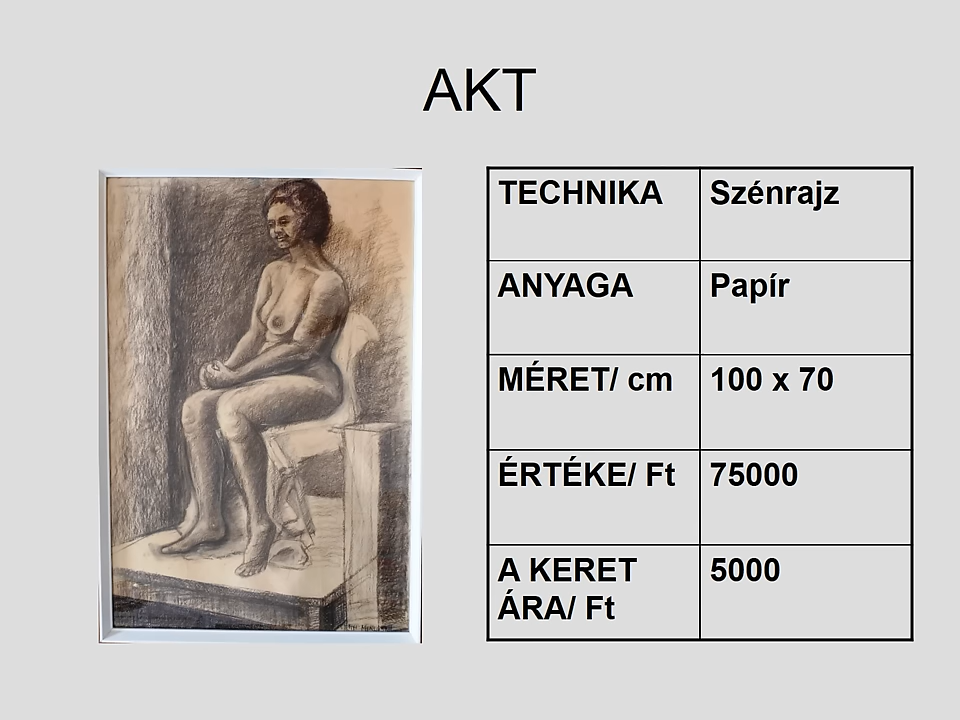 AKT
TECHNIKA Szénrajz
ANYAGA Papír
MÉRET/ cm 100 x 70
ÉRTÉKE/ Ft 75000
A KERET 5000
ÁRA/ Ft